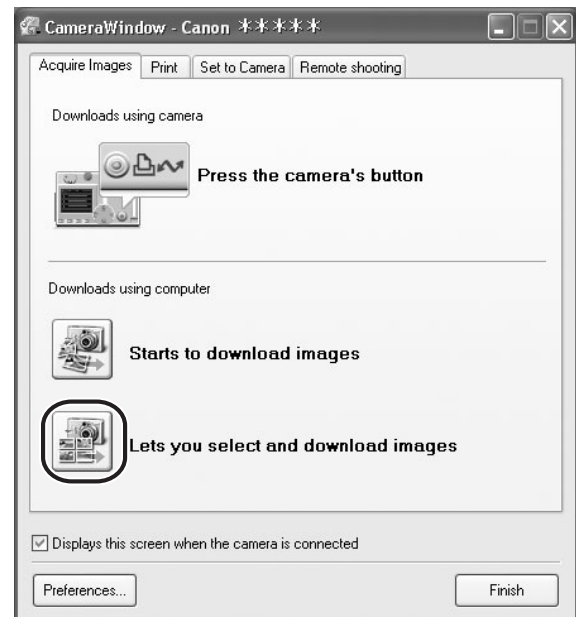 CameraWindow - Canon *****
Acquire Images Print Set to Camera Remote shooting
Downloads using camera
Press the camera's button
Downloads using computer
Starts to download images
Lets you select and download images
Displays this screen when the camera is connected
Preferences... Finish